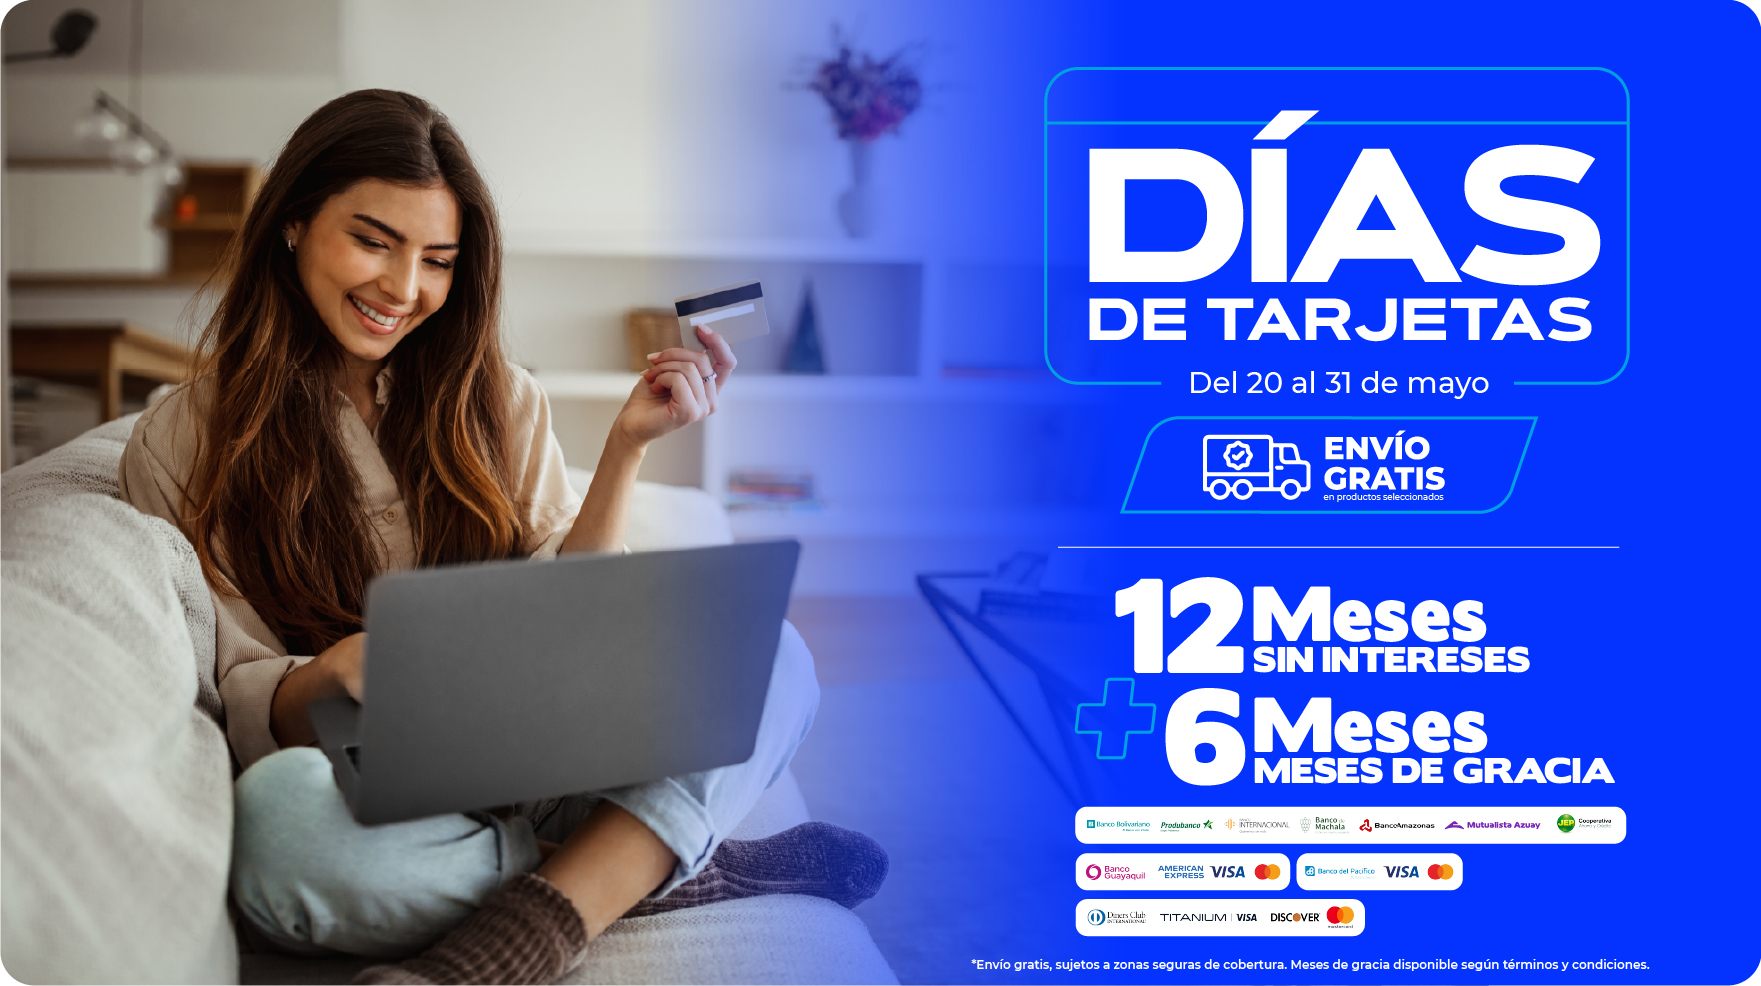 DÍAS
DE TARJETAS
Del 20 al 31 de mayo
ENVÍO
GRATIS
en productos seleccionados
12 Meses
SIN INTERESES
6 Meses
MESES DE GRACIA
Banco Bolivariano Produbanco INTERNACIONAL Banco de Machala BancoAmazonas Mutualista Azuay JEP Cooperativa
Banco Guayaquil AMERICAN EXPRESS VISA Banco del Pacífico VISA
Diners Club INTERNATIONAL TITANIUM VISA DISCOVER mastercard
*Envío gratis, sujetos a zonas seguras de cobertura. Meses de gracia disponible según términos y condiciones.